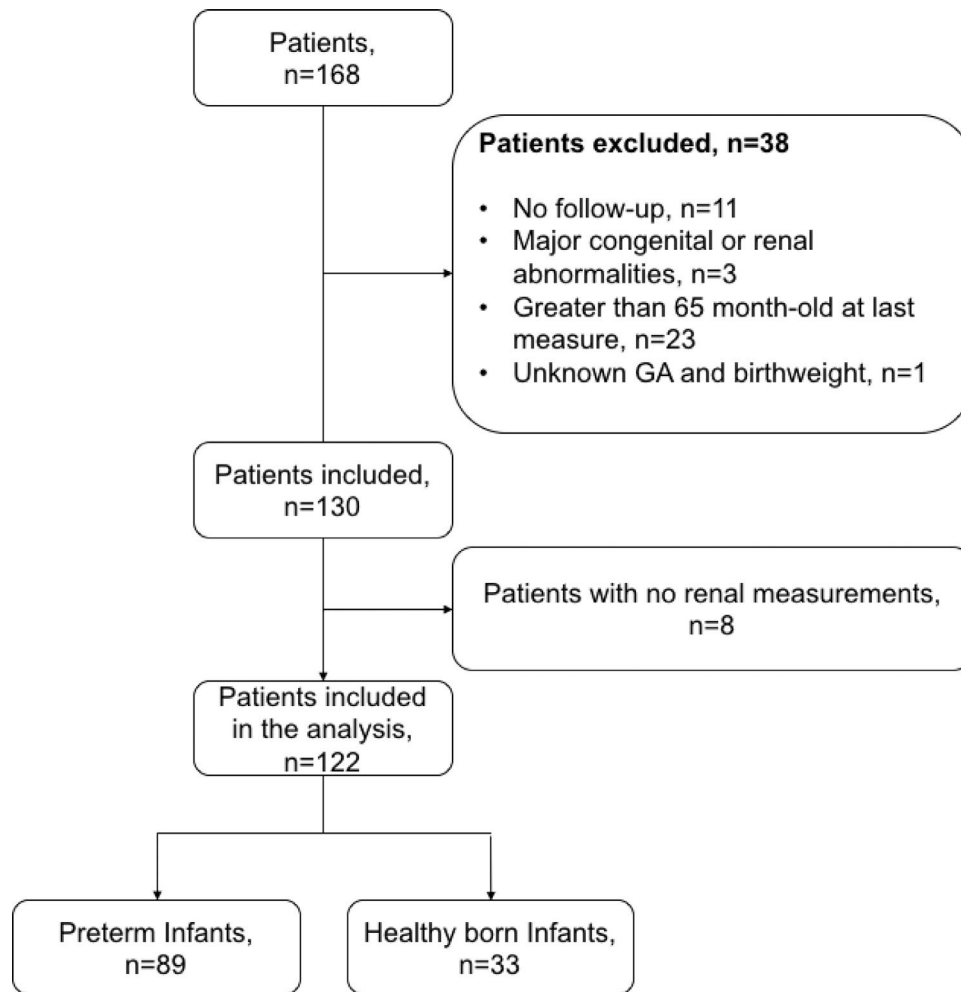 Patients,
n=168
Patients excluded, n=38
• No follow-up, n=11
• Major congenital or renal
abnormalities, n=3
• Greater than 65 month-old at last
measure, n=23
• Unknown GA and birthweight, n=1
Patients included,
n=130
Patients with no renal measurements,
n=8
Patients included
in the analysis,
n=122
Preterm Infants,
n=89
Healthy born Infants,
n=33